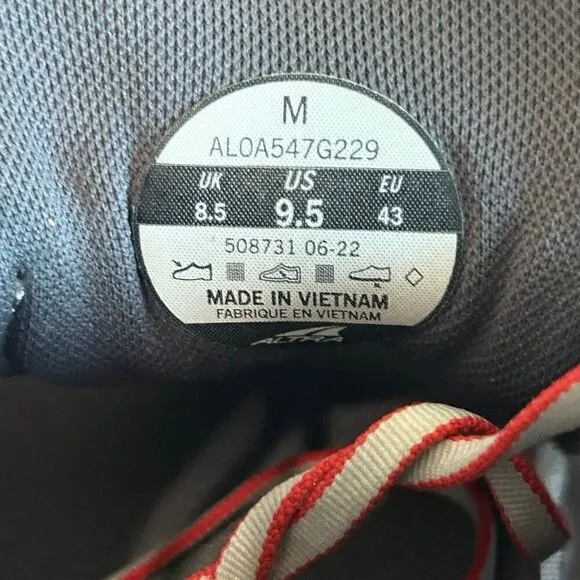 M
AL0A547G229
UK US EU
8.5 9.5 43
508731 06-22
MADE IN VIETNAM
FABRIQUE EN VIETNAM
ALTRA